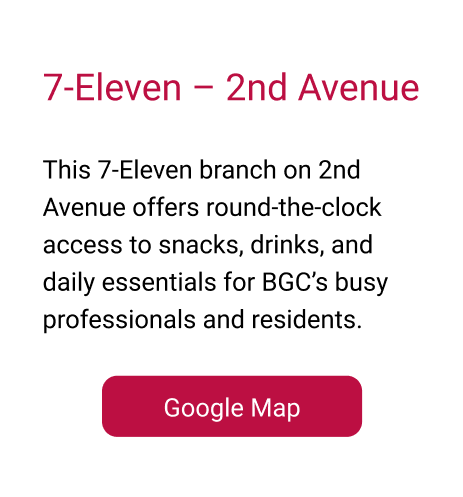 7-Eleven – 2nd Avenue
This 7-Eleven branch on 2nd
Avenue offers round-the-clock
access to snacks, drinks, and
daily essentials for BGC’s busy
professionals and residents.
Google Map